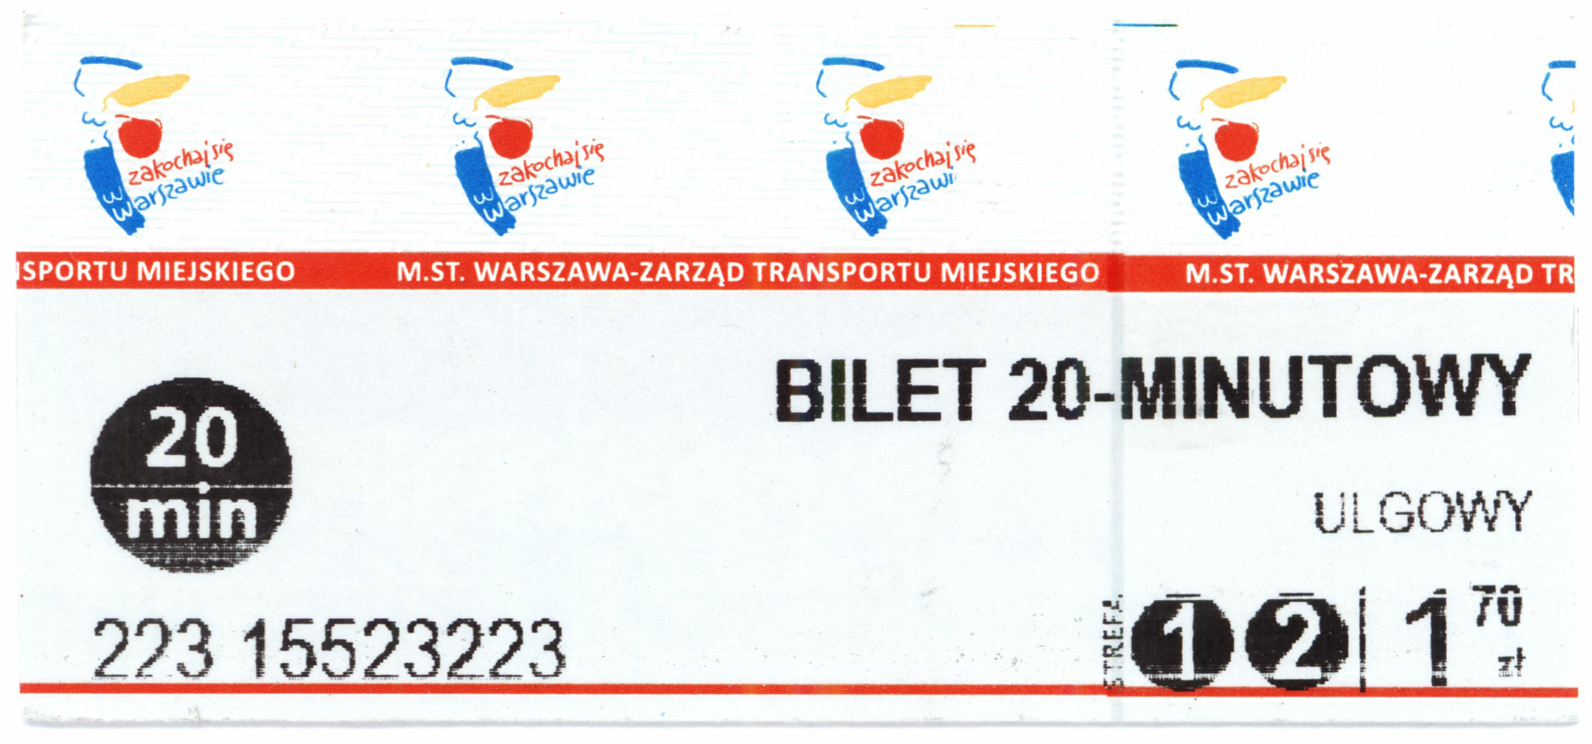 zakochaj się
w
warszawie
zakochaj się
w
warszawie
zakochaj się
w
warszawi
zakochaj się
w
warszawie
NSPORTU MIEJSKIEGO M.ST. WARSZAWA-ZARZĄD TRANSPORTU MIEJSKIEGO M.ST. WARSZAWA-ZARZĄD TR
BILET 20-MINUTOWY
20
min
ULGOWY
223 15523223
STREFA 1 2 1 70 zł